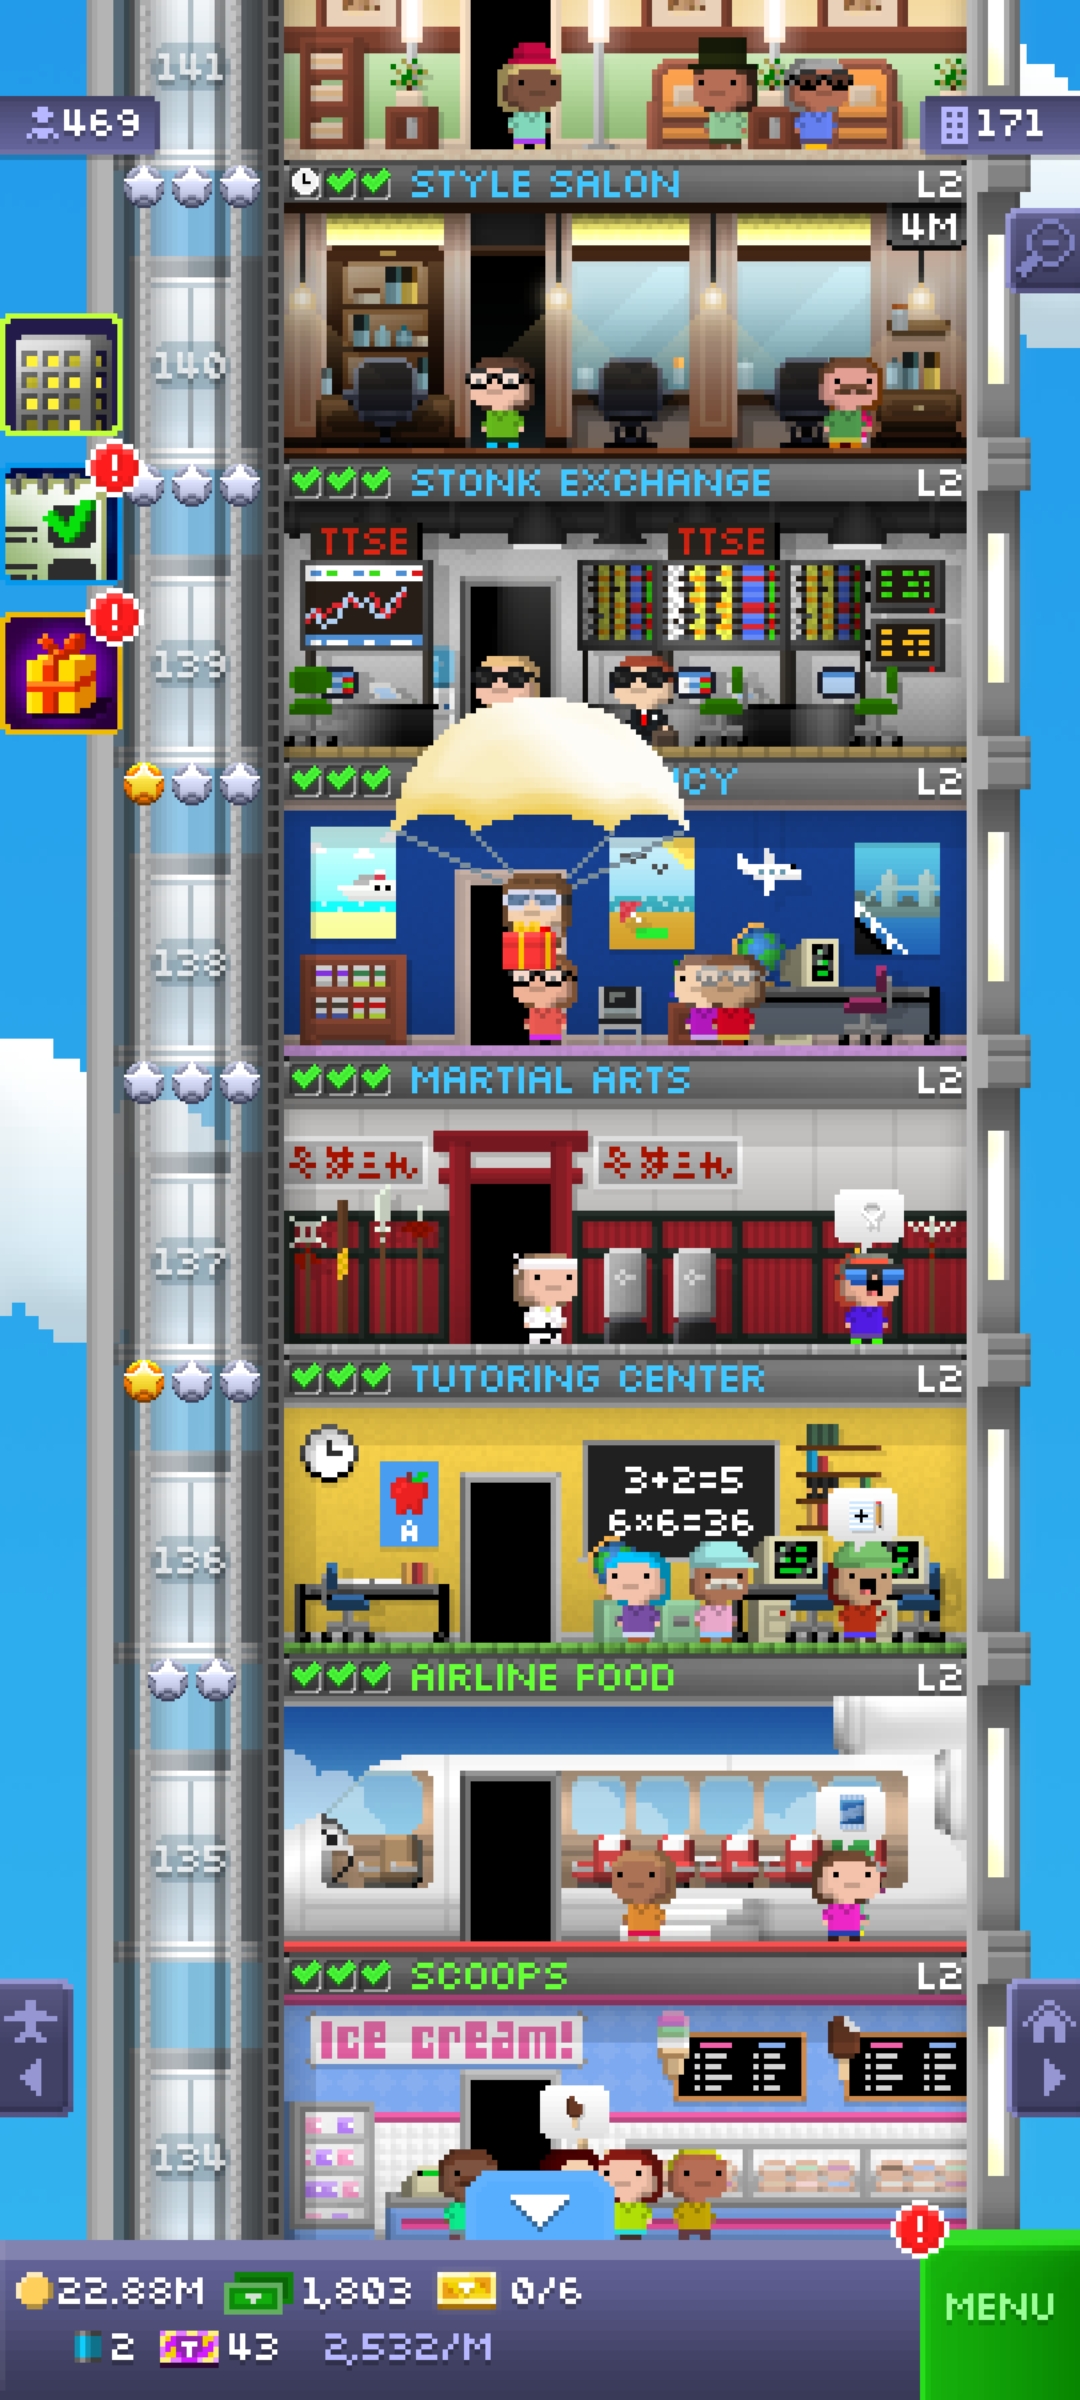 141
469
171
STYLE SALON L2
4M
140
STONK EXCHANGE L2
TTSE TTSE
139
CY L2
138
MARTIAL ARTS L2
137
TUTORING CENTER L2
3+2=5
A
6×6=36
136
AIRLINE FOOD L2
135
SCOOPS L2
Ice cream!
134
22.88M 1,803 0/6
MENU
2 T 43 2,532/M